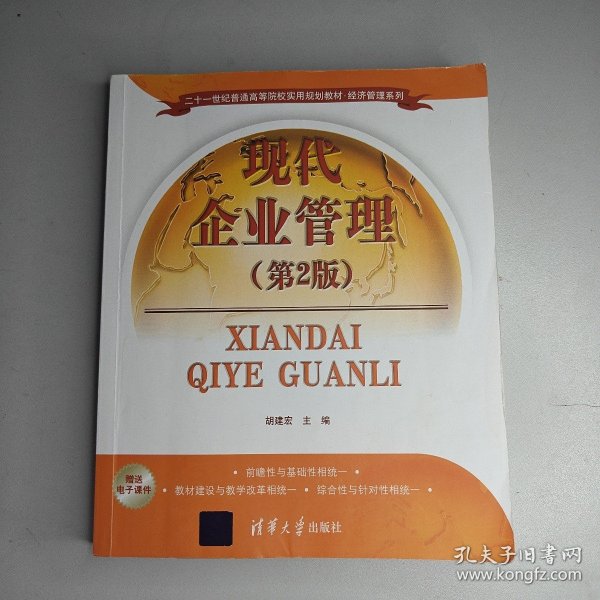 二十一世纪普通高等院校实用规划教材·经济管理系列
现代
企业管理
(第2版)
XIANDAI
QIYE GUANLI
胡建宏 主 编
赠送
电子课件
· 前瞻性与基础性相统一 ·
· 教材建设与教学改革相统一 · 综合性与针对性相统一 ·
清华大学出版社
孔夫子旧书网
www.kongfz.com